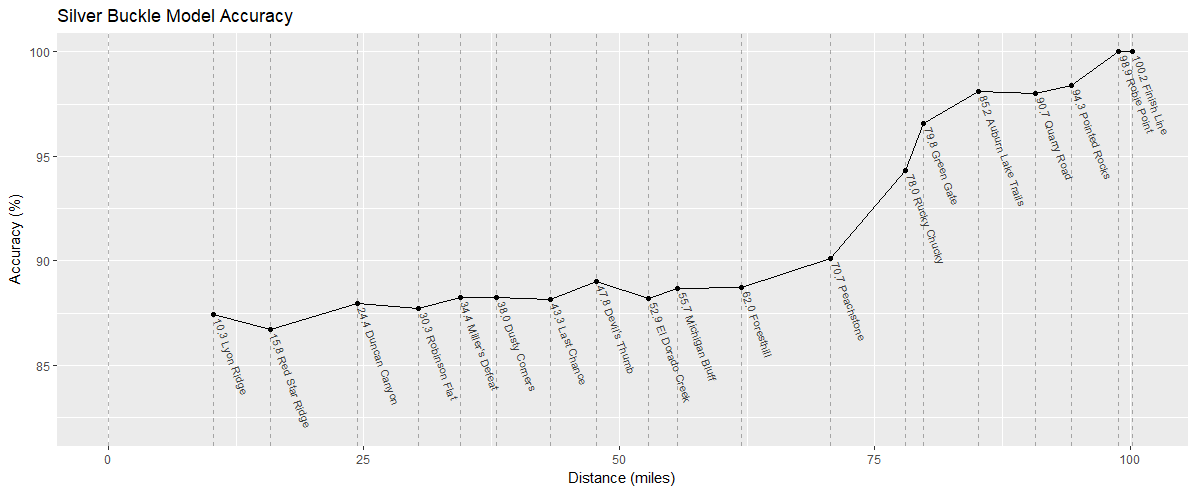 Silver Buckle Model Accuracy
Accuracy (%)
100
95
90
85
10.3 Lyon Ridge
15.8 Red Star Ridge
24.4 Duncan Canyon
30.3 Robinson Flat
34.4 Miller's Defeat
38.0 Dusty Corners
43.3 Last Chance
47.8 Devil's Thumb
52.9 El Dorado Creek
55.7 Michigan Bluff
62.0 Foresthill
70.7 Peachstone
78.0 Rucky Chucky
79.8 Green Gate
85.2 Auburn Lake Trails
90.7 Quarry Road
94.3 Pointed Rocks
98.9 Robie Point
100.2 Finish Line
0
25
50
75
100
Distance (miles)